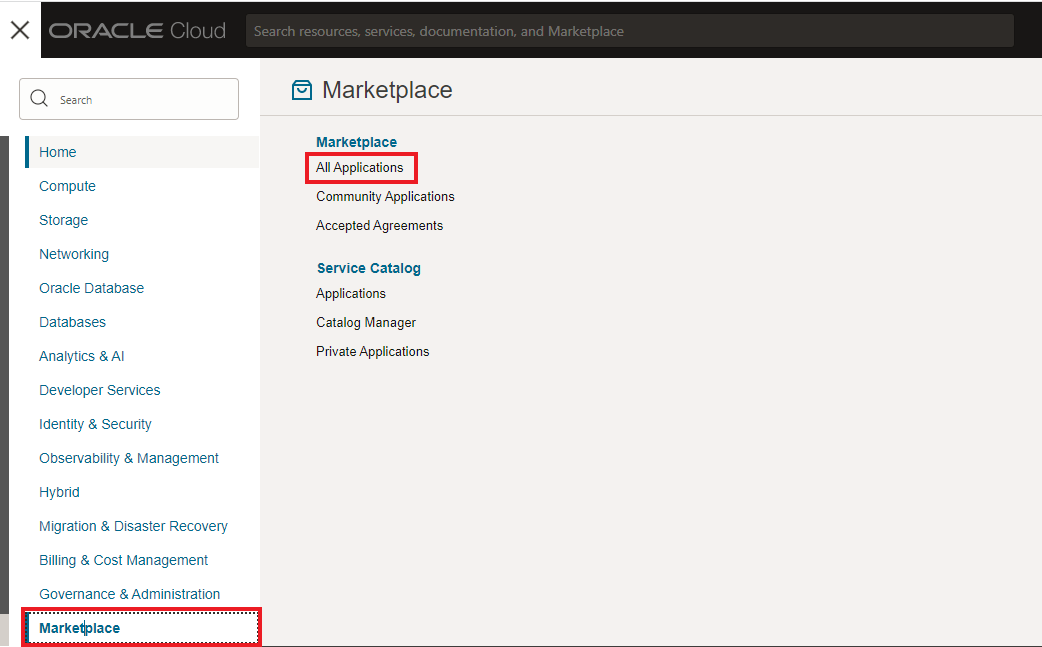 ORACLE Cloud
Search resources, services, documentation, and Marketplace
Search
Home
Compute
Storage
Networking
Oracle Database
Databases
Analytics & AI
Developer Services
Identity & Security
Observability & Management
Hybrid
Migration & Disaster Recovery
Billing & Cost Management
Governance & Administration
Marketplace
Marketplace
Marketplace
All Applications
Community Applications
Accepted Agreements
Service Catalog
Applications
Catalog Manager
Private Applications